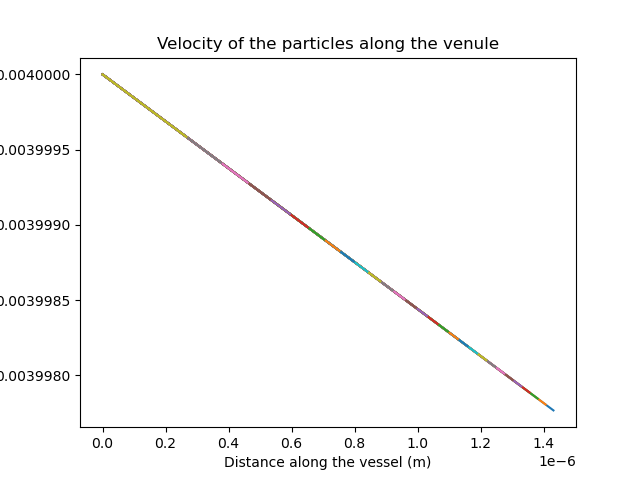 Velocity of the particles along the venule
0.0040000
0.0039995
0.0039990
0.0039985
0.0039980
0.0 0.2 0.4 0.6 0.8 1.0 1.2 1.4
1e−6
Distance along the vessel (m)